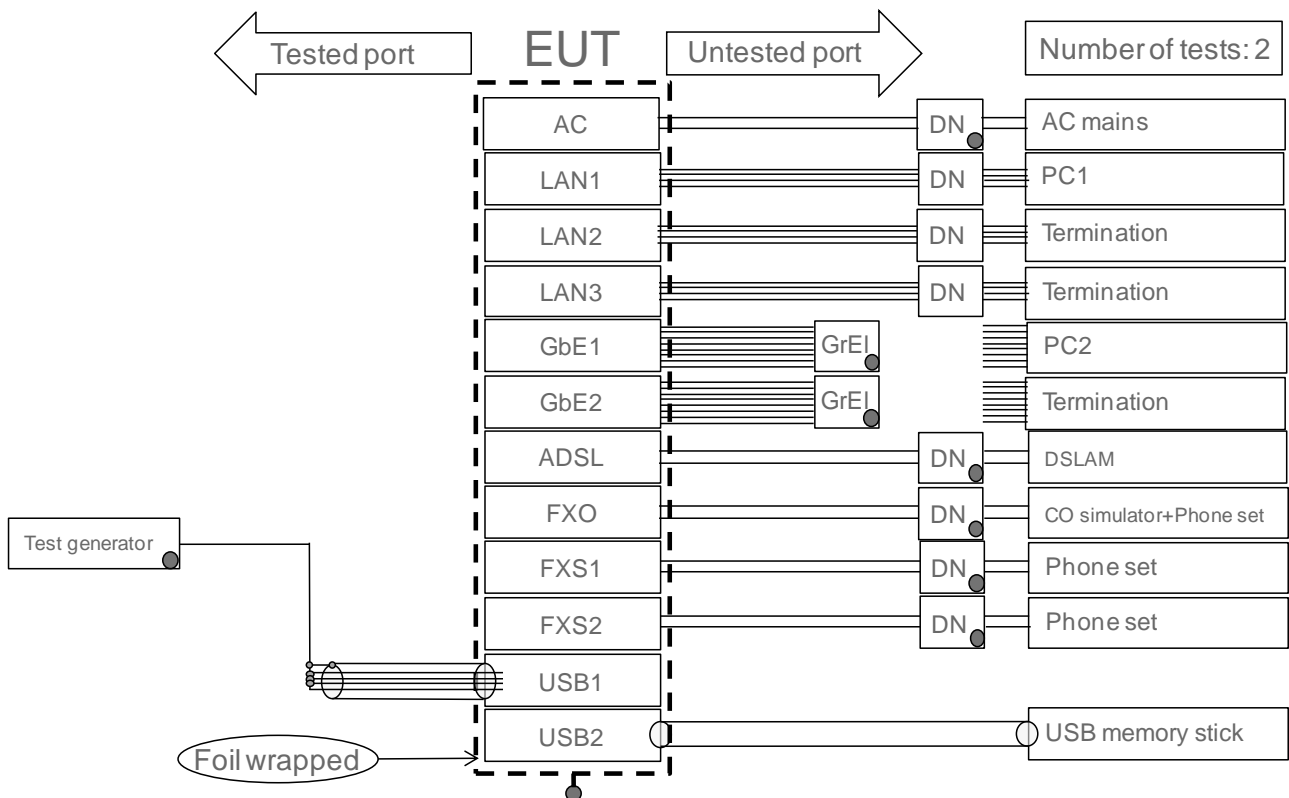 Tested port
EUT
Untested port
Number of tests: 2
AC
DN
AC mains
LAN1
DN
PC1
LAN2
DN
Termination
LAN3
DN
Termination
GbE1
GrEl
PC2
GbE2
GrEl
Termination
ADSL
DN
DSLAM
FXO
DN
CO simulator+Phone set
Test generator
FXS1
DN
Phone set
FXS2
DN
Phone set
USB1
USB2
USB memory stick
Foil wrapped